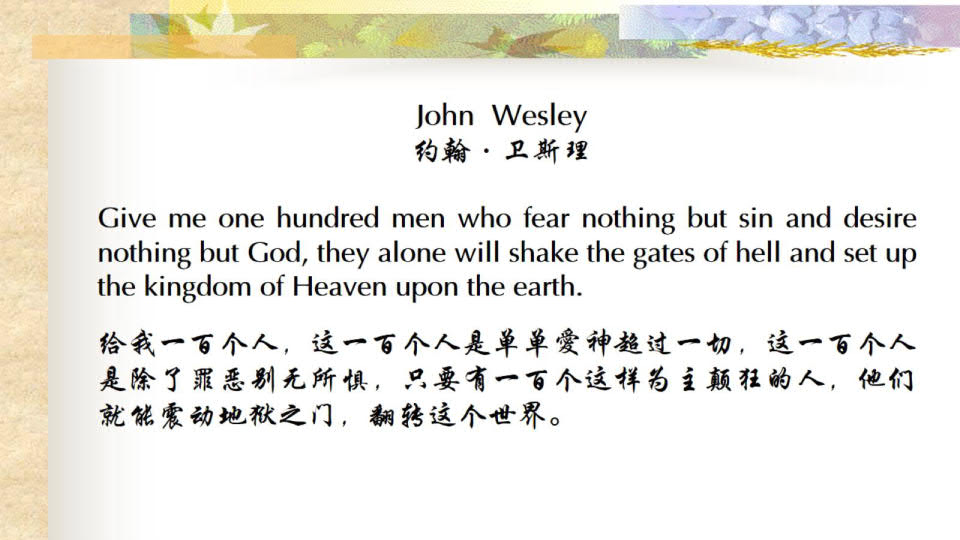 John Wesley
约翰·卫斯理
Give me one hundred men who fear nothing but sin and desire
nothing but God, they alone will shake the gates of hell and set up
the kingdom of Heaven upon the earth.
给我一百个人，这一百个人是单单愛神超过一切，这一百个人
是除了罪恶别无所惧，只要有一百个这样为主颠狂的人，他们
就能震动地狱之门，翻转这个世界。